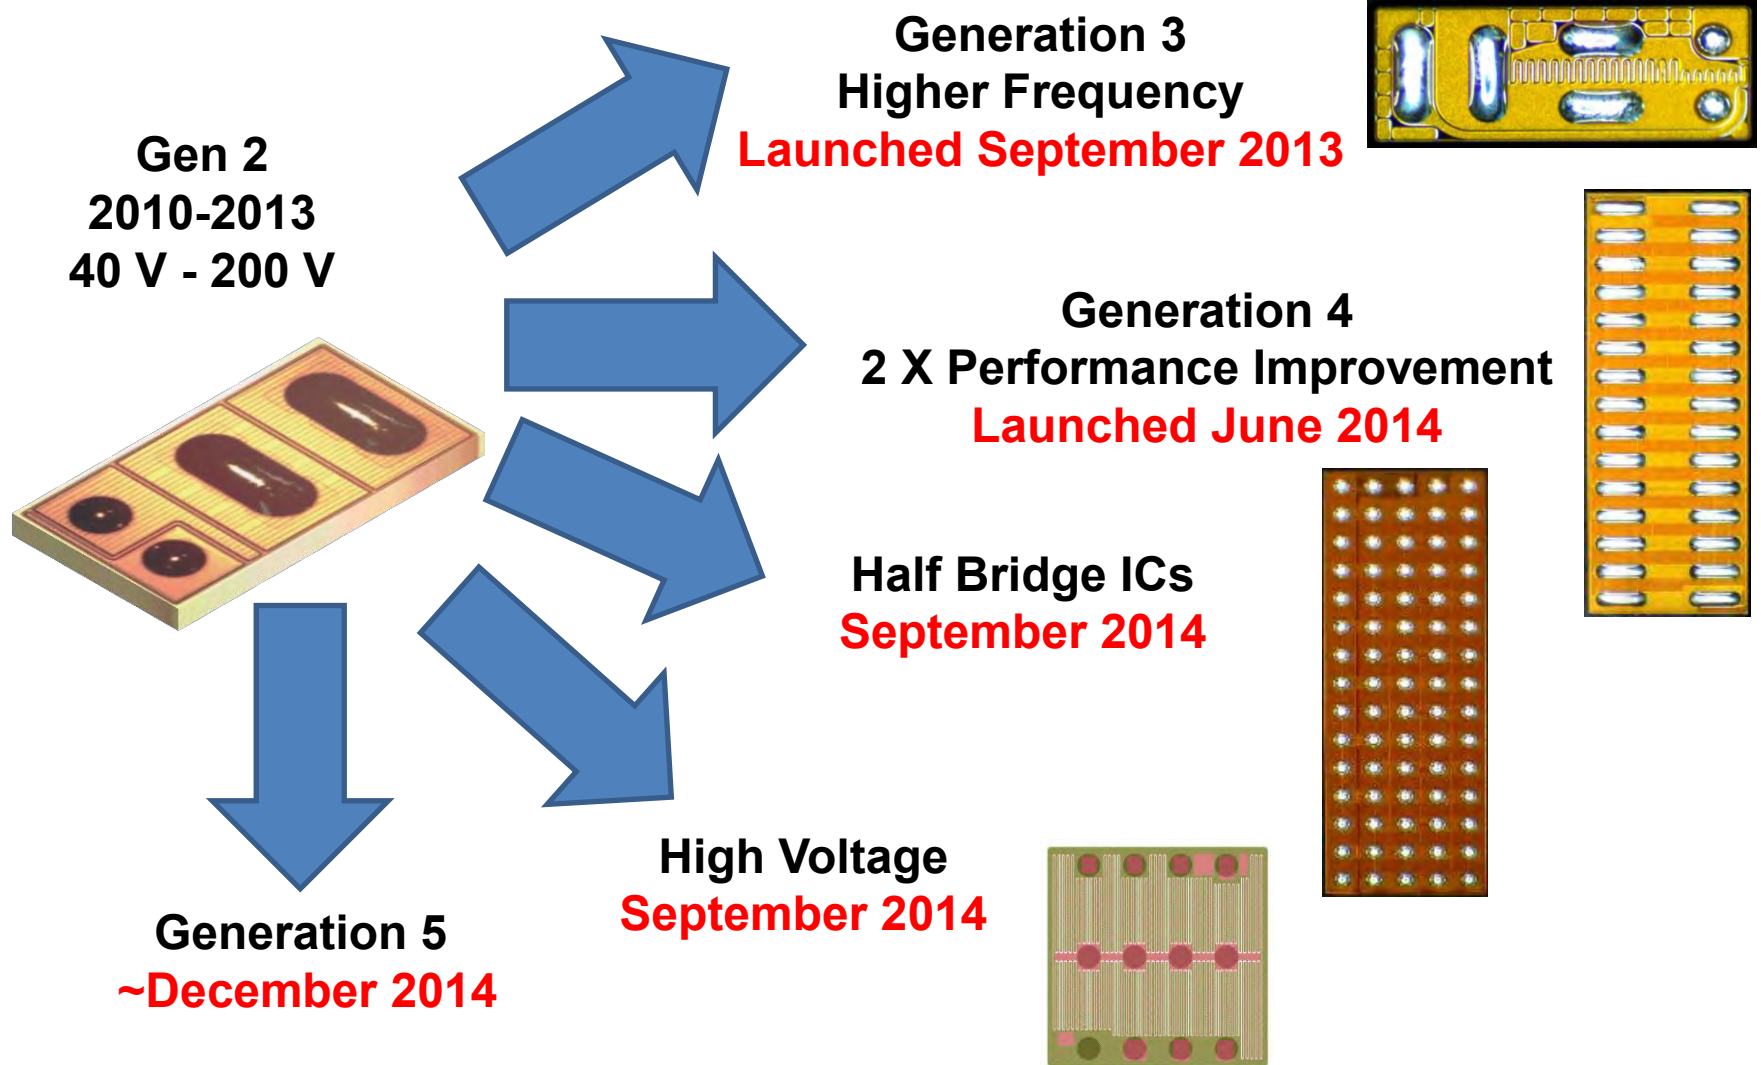 Gen 2
2010-2013
40 V - 200 V
Generation 3
Higher Frequency
Launched September 2013
Generation 4
2 X Performance Improvement
Launched June 2014
Half Bridge ICs
September 2014
High Voltage
September 2014
Generation 5
~December 2014